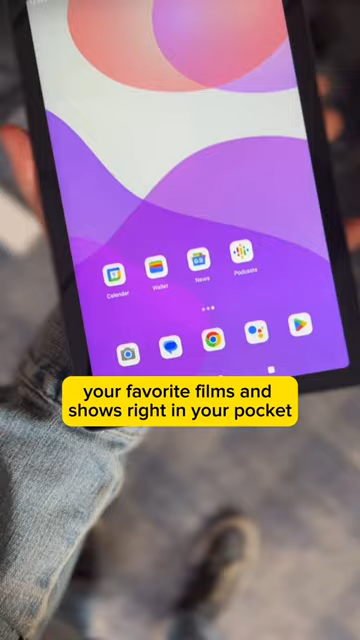 Calendar
Wallet
News
Podcasts
your favorite films and
shows right in your pocket